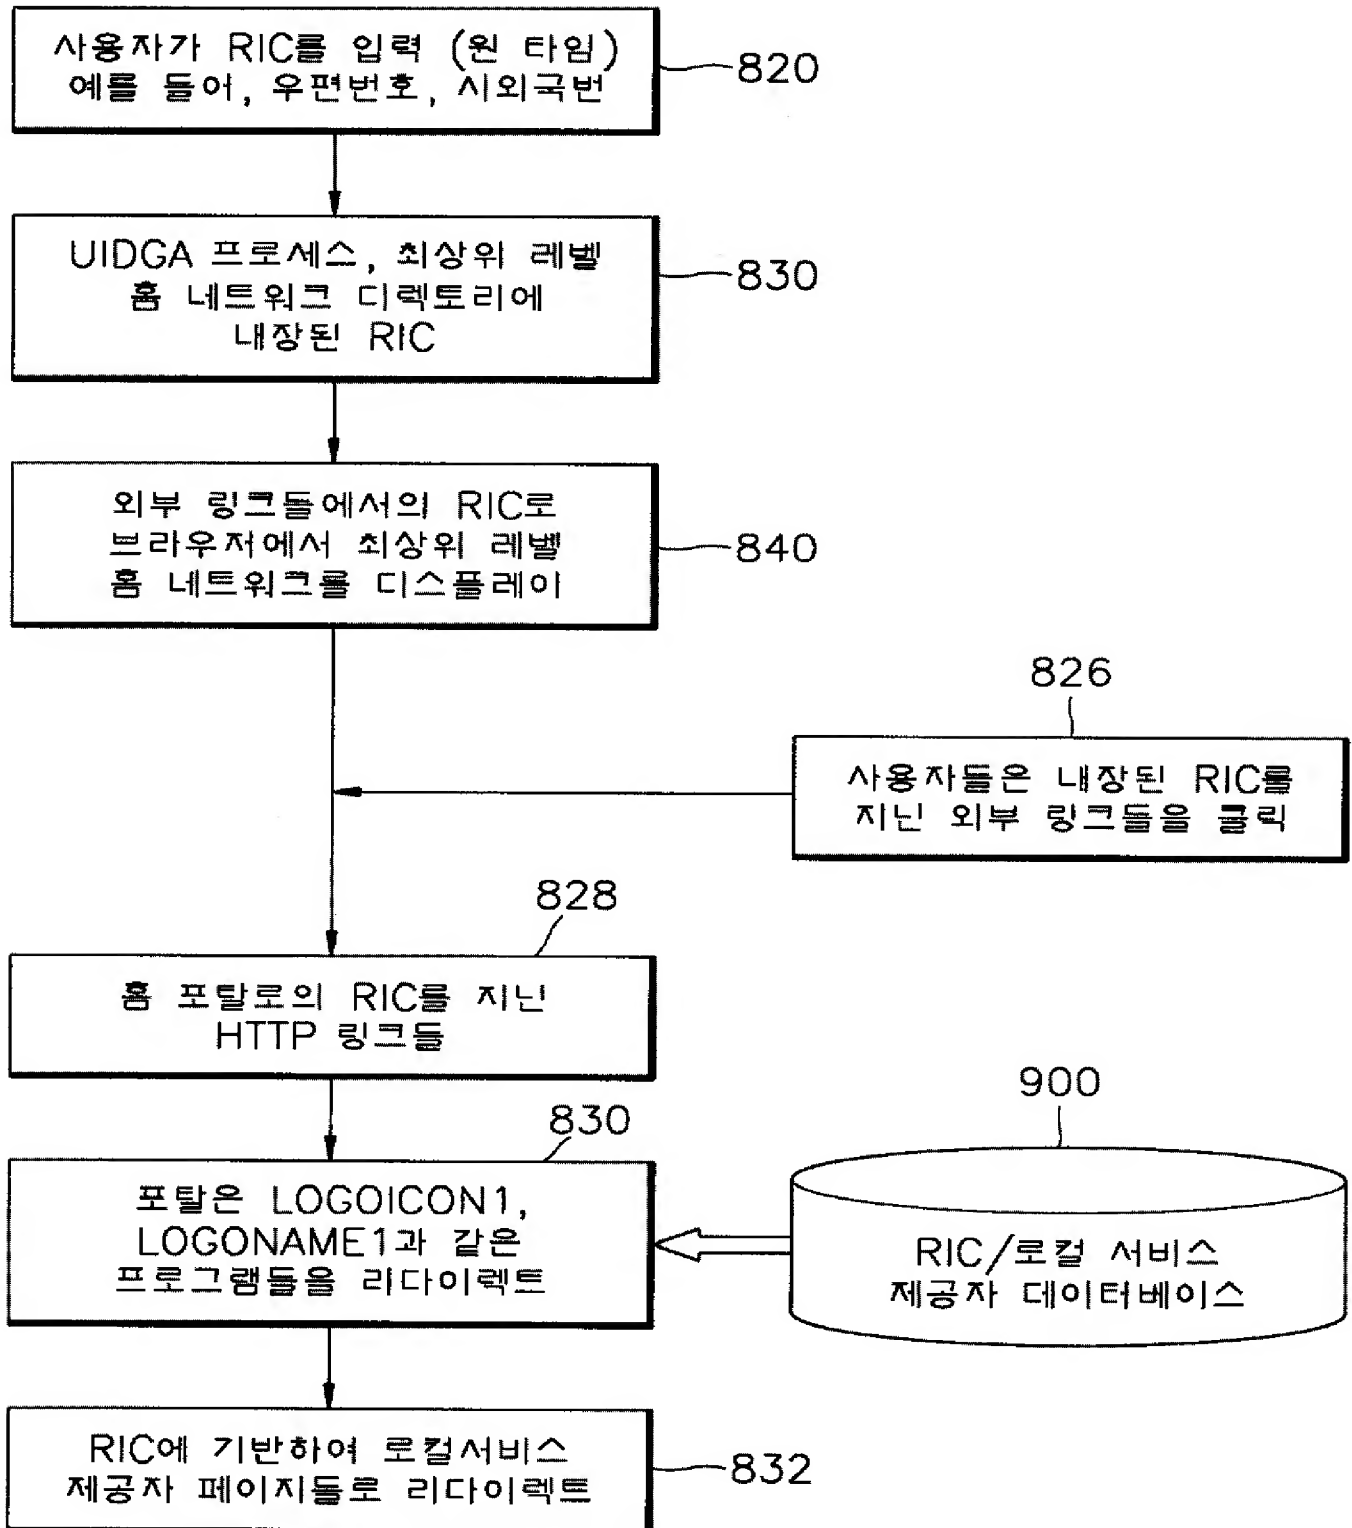 사용자가 RIC를 입력 (원 타임)
예를 들어, 우편번호, 시외국번
820
UIDGA 프로세스, 최상위 레벨
홈 네트워크 디렉토리에
내장된 RIC
830
외부 링크들에서의 RIC로
브라우저에서 최상위 레벨
홈 네트워크를 디스플레이
840
826
사용자들은 내장된 RIC를
지닌 외부 링크들을 클릭
828
홈 포탈로의 RIC를 지닌
HTTP 링크들
830
포탈은 LOGOICON1,
LOGONAME1과 같은
프로그램들을 리다이렉트
900
RIC/로컬 서비스
제공자 데이터베이스
RIC에 기반하여 로컬서비스
제공자 페이지들로 리다이렉트
832